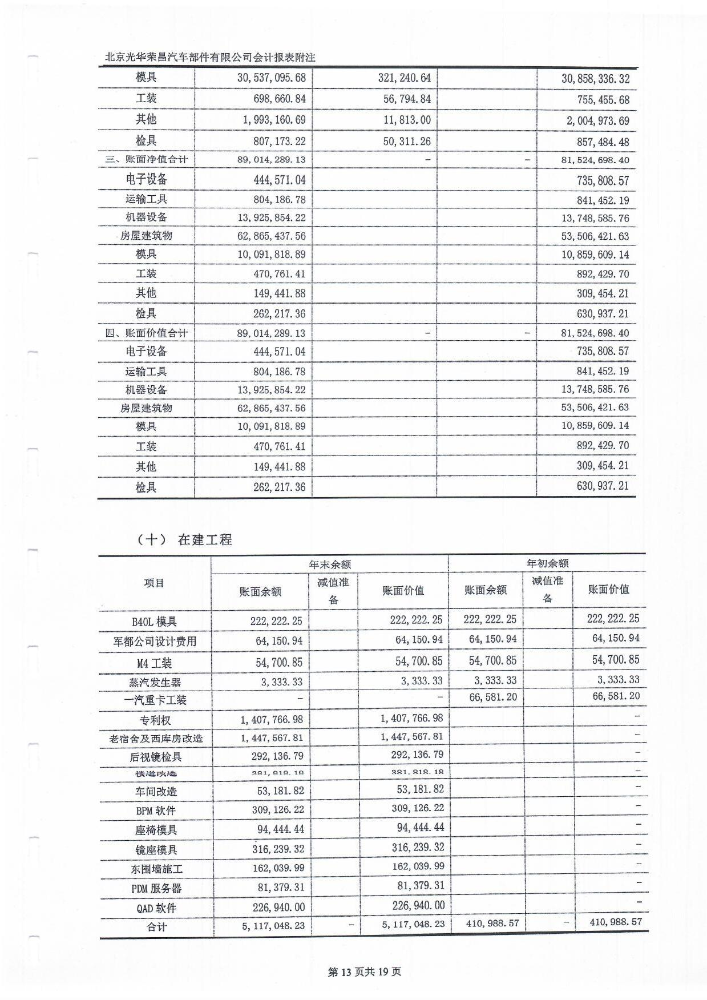 北京光华荣昌汽车部件有限公司会计报表附注
模具 30,537,095.68 321,240.64 30,858,336.32
工装 698,660.84 56,794.84 755,455.68
其他 1,993,160.69 11,813.00 2,004,973.69
检具 807,173.22 50,311.26 857,484.48
三、账面净值合计 89,014,289.13 － － 81,524,698.40
电子设备 444,571.04 735,808.57
运输工具 804,186.78 841,452.19
机器设备 13,925,854.22 13,748,585.76
房屋建筑物 62,865,437.56 53,506,421.63
模具 10,091,818.89 10,859,609.14
工装 470,761.41 892,429.70
其他 149,441.88 309,454.21
检具 262,217.36 630,937.21
四、账面价值合计 89,014,289.13 － － 81,524,698.40
电子设备 444,571.04 735,808.57
运输工具 804,186.78 841,452.19
机器设备 13,925,854.22 13,748,585.76
房屋建筑物 62,865,437.56 53,506,421.63
模具 10,091,818.89 10,859,609.14
工装 470,761.41 892,429.70
其他 149,441.88 309,454.21
检具 262,217.36 630,937.21
（十） 在建工程
项目 年末余额 年初余额
账面余额 减值准备 账面价值 账面余额 减值准备 账面价值
B40L 模具 222,222.25 222,222.25 222,222.25 222,222.25
军都公司设计费用 64,150.94 64,150.94 64,150.94 64,150.94
M4 工装 54,700.85 54,700.85 54,700.85 54,700.85
蒸汽发生器 3,333.33 3,333.33 3,333.33 3,333.33
一汽重卡工装 － － 66,581.20 66,581.20
专利权 1,407,766.98 1,407,766.98 －
老宿舍及西库房改造 1,447,567.81 1,447,567.81 －
后视镜检具 292,136.79 292,136.79 －
381,818.18 381,818.18 －
车间改造 53,181.82 53,181.82 －
BPM 软件 309,126.22 309,126.22 －
座椅模具 94,444.44 94,444.44 －
镜座模具 316,239.32 316,239.32 －
东围墙施工 162,039.99 162,039.99 －
PDM 服务器 81,379.31 81,379.31 －
QAD 软件 226,940.00 226,940.00 －
合计 5,117,048.23 － 5,117,048.23 410,988.57 － 410,988.57
第 13 页共 19 页